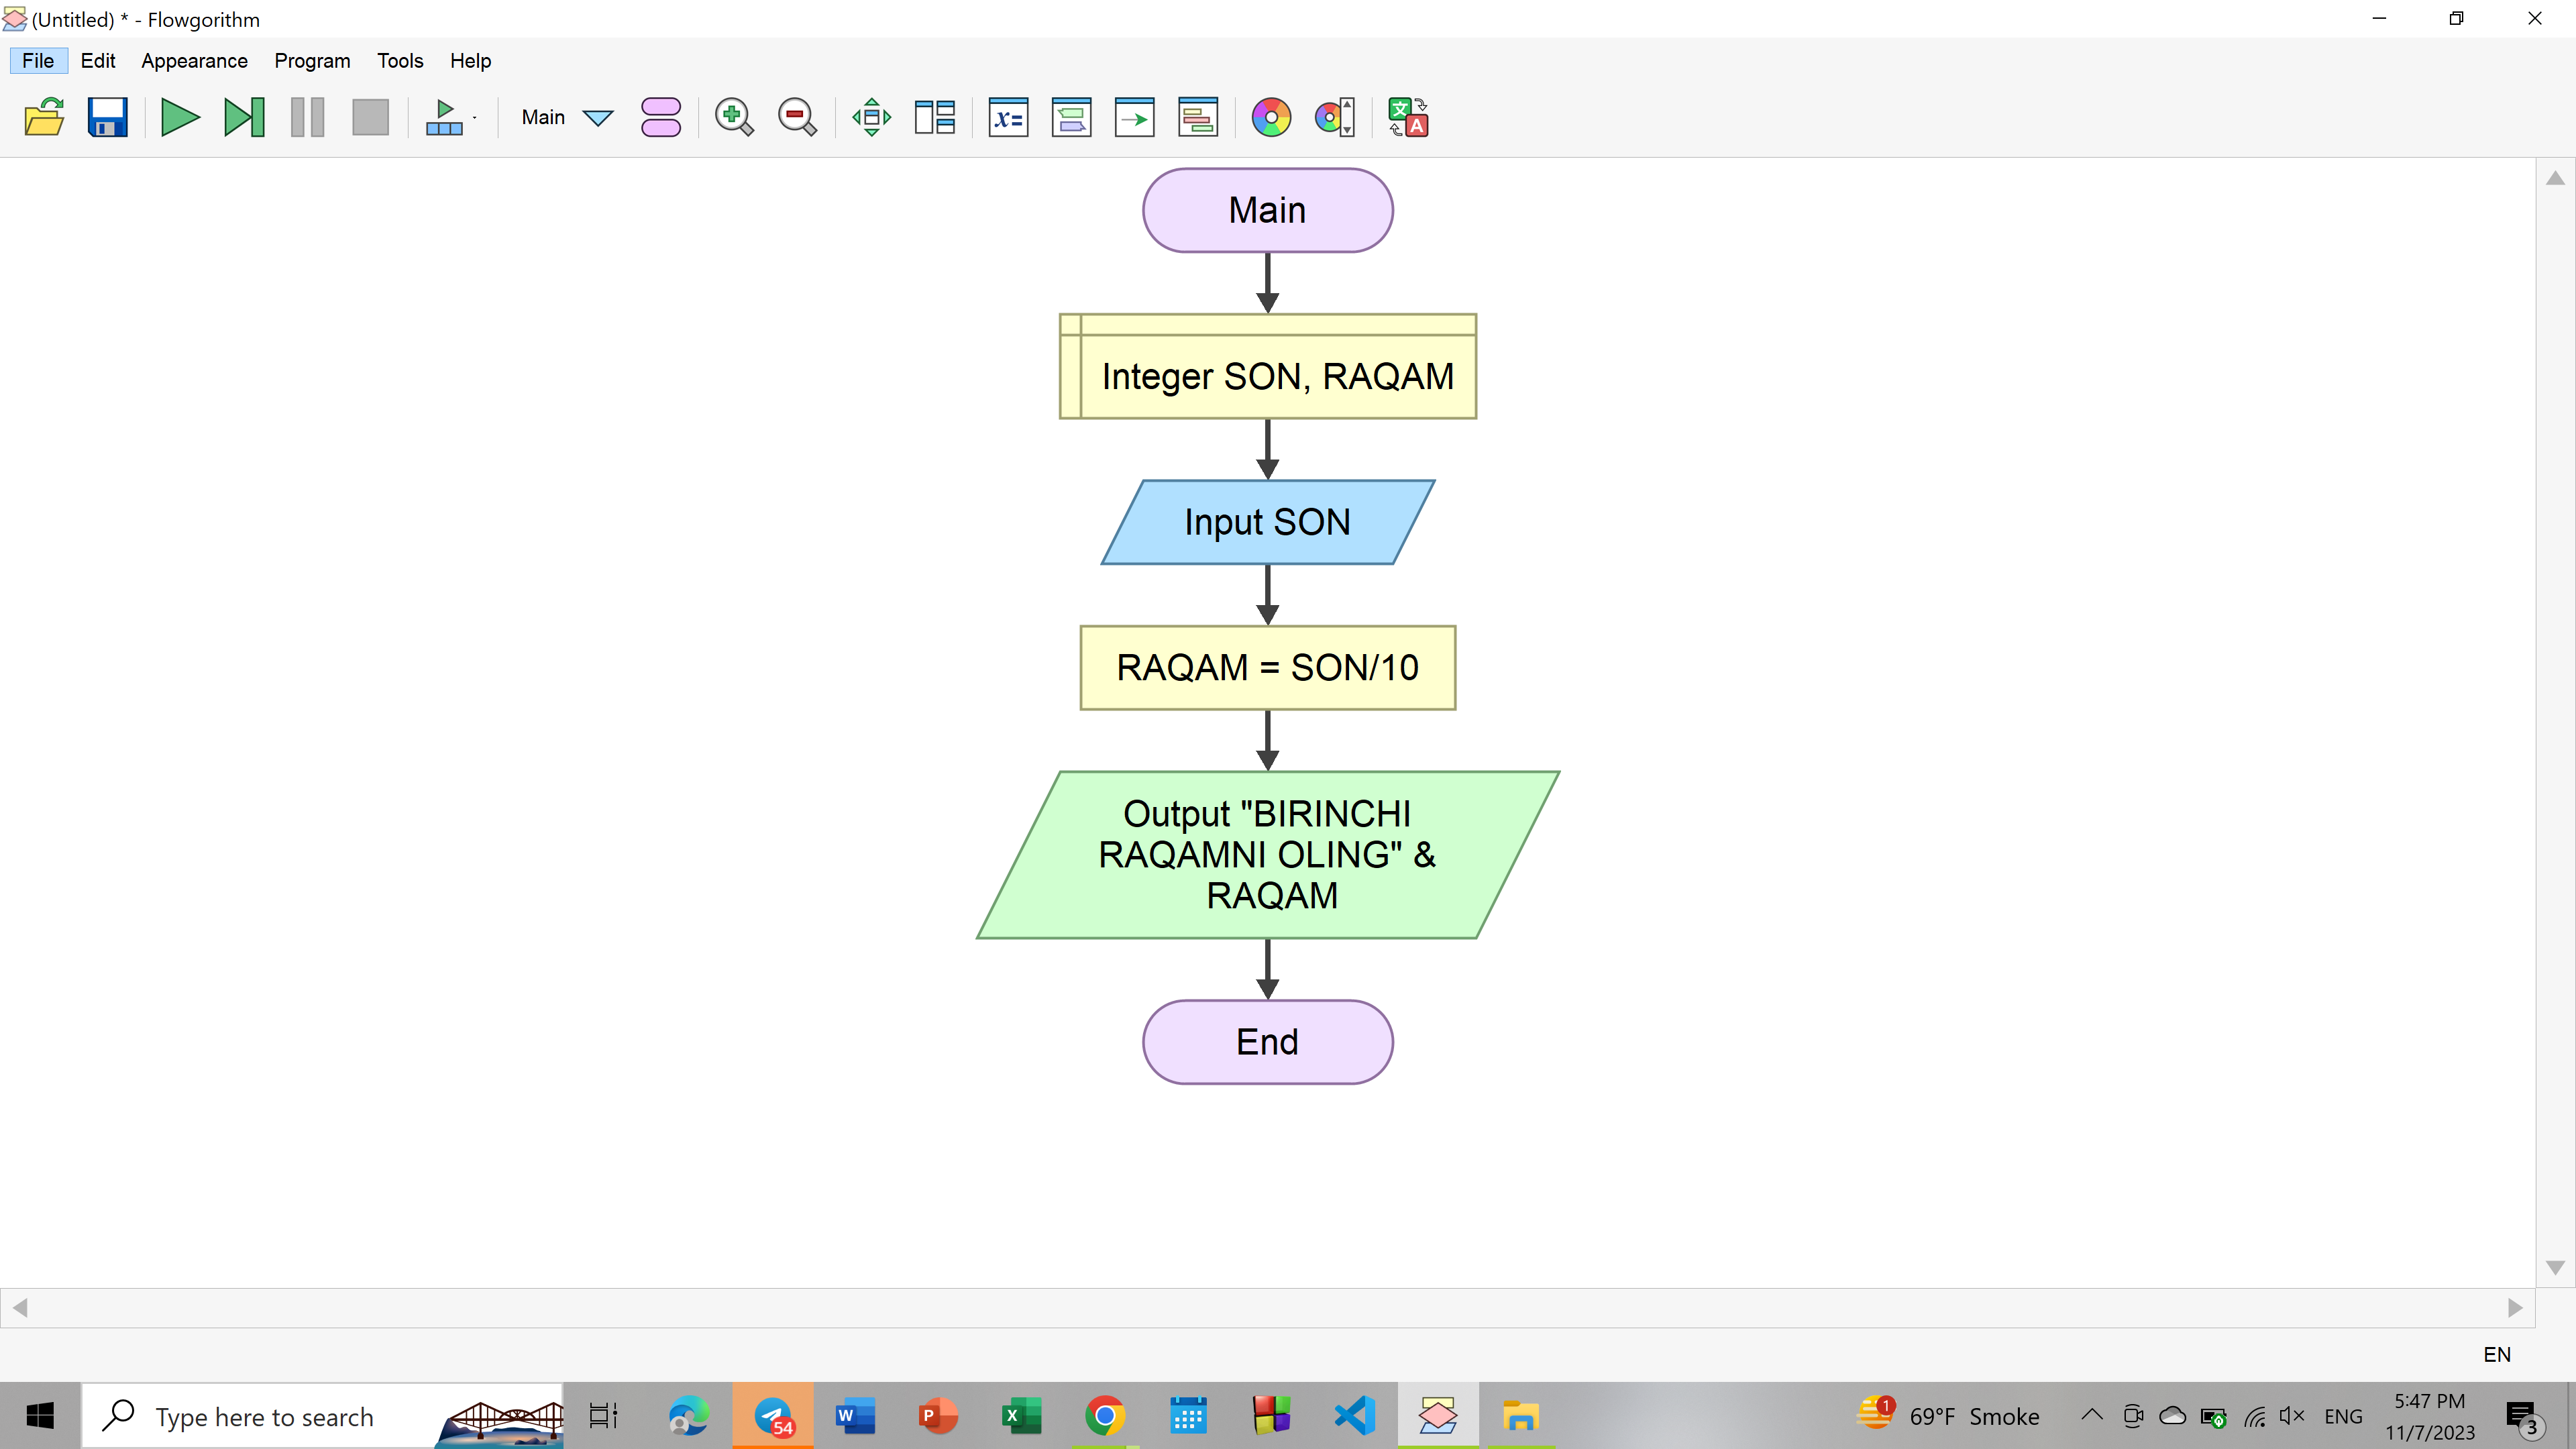 (Untitled) * - Flowgorithm
File Edit Appearance Program Tools Help
Main
x=
文
A
Main
Integer SON, RAQAM
Input SON
RAQAM = SON/10
Output "BIRINCHI
RAQAMNI OLING" &
RAQAM
End
EN
Type here to search
54
W
P
X
1
69°F Smoke
ENG
5:47 PM
11/7/2023
3